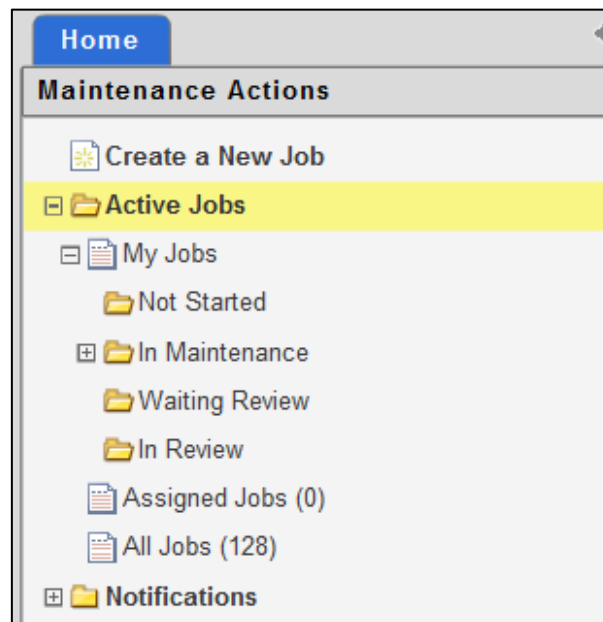 Home
Maintenance Actions
Create a New Job
Active Jobs
My Jobs
Not Started
In Maintenance
Waiting Review
In Review
Assigned Jobs (0)
All Jobs (128)
Notifications